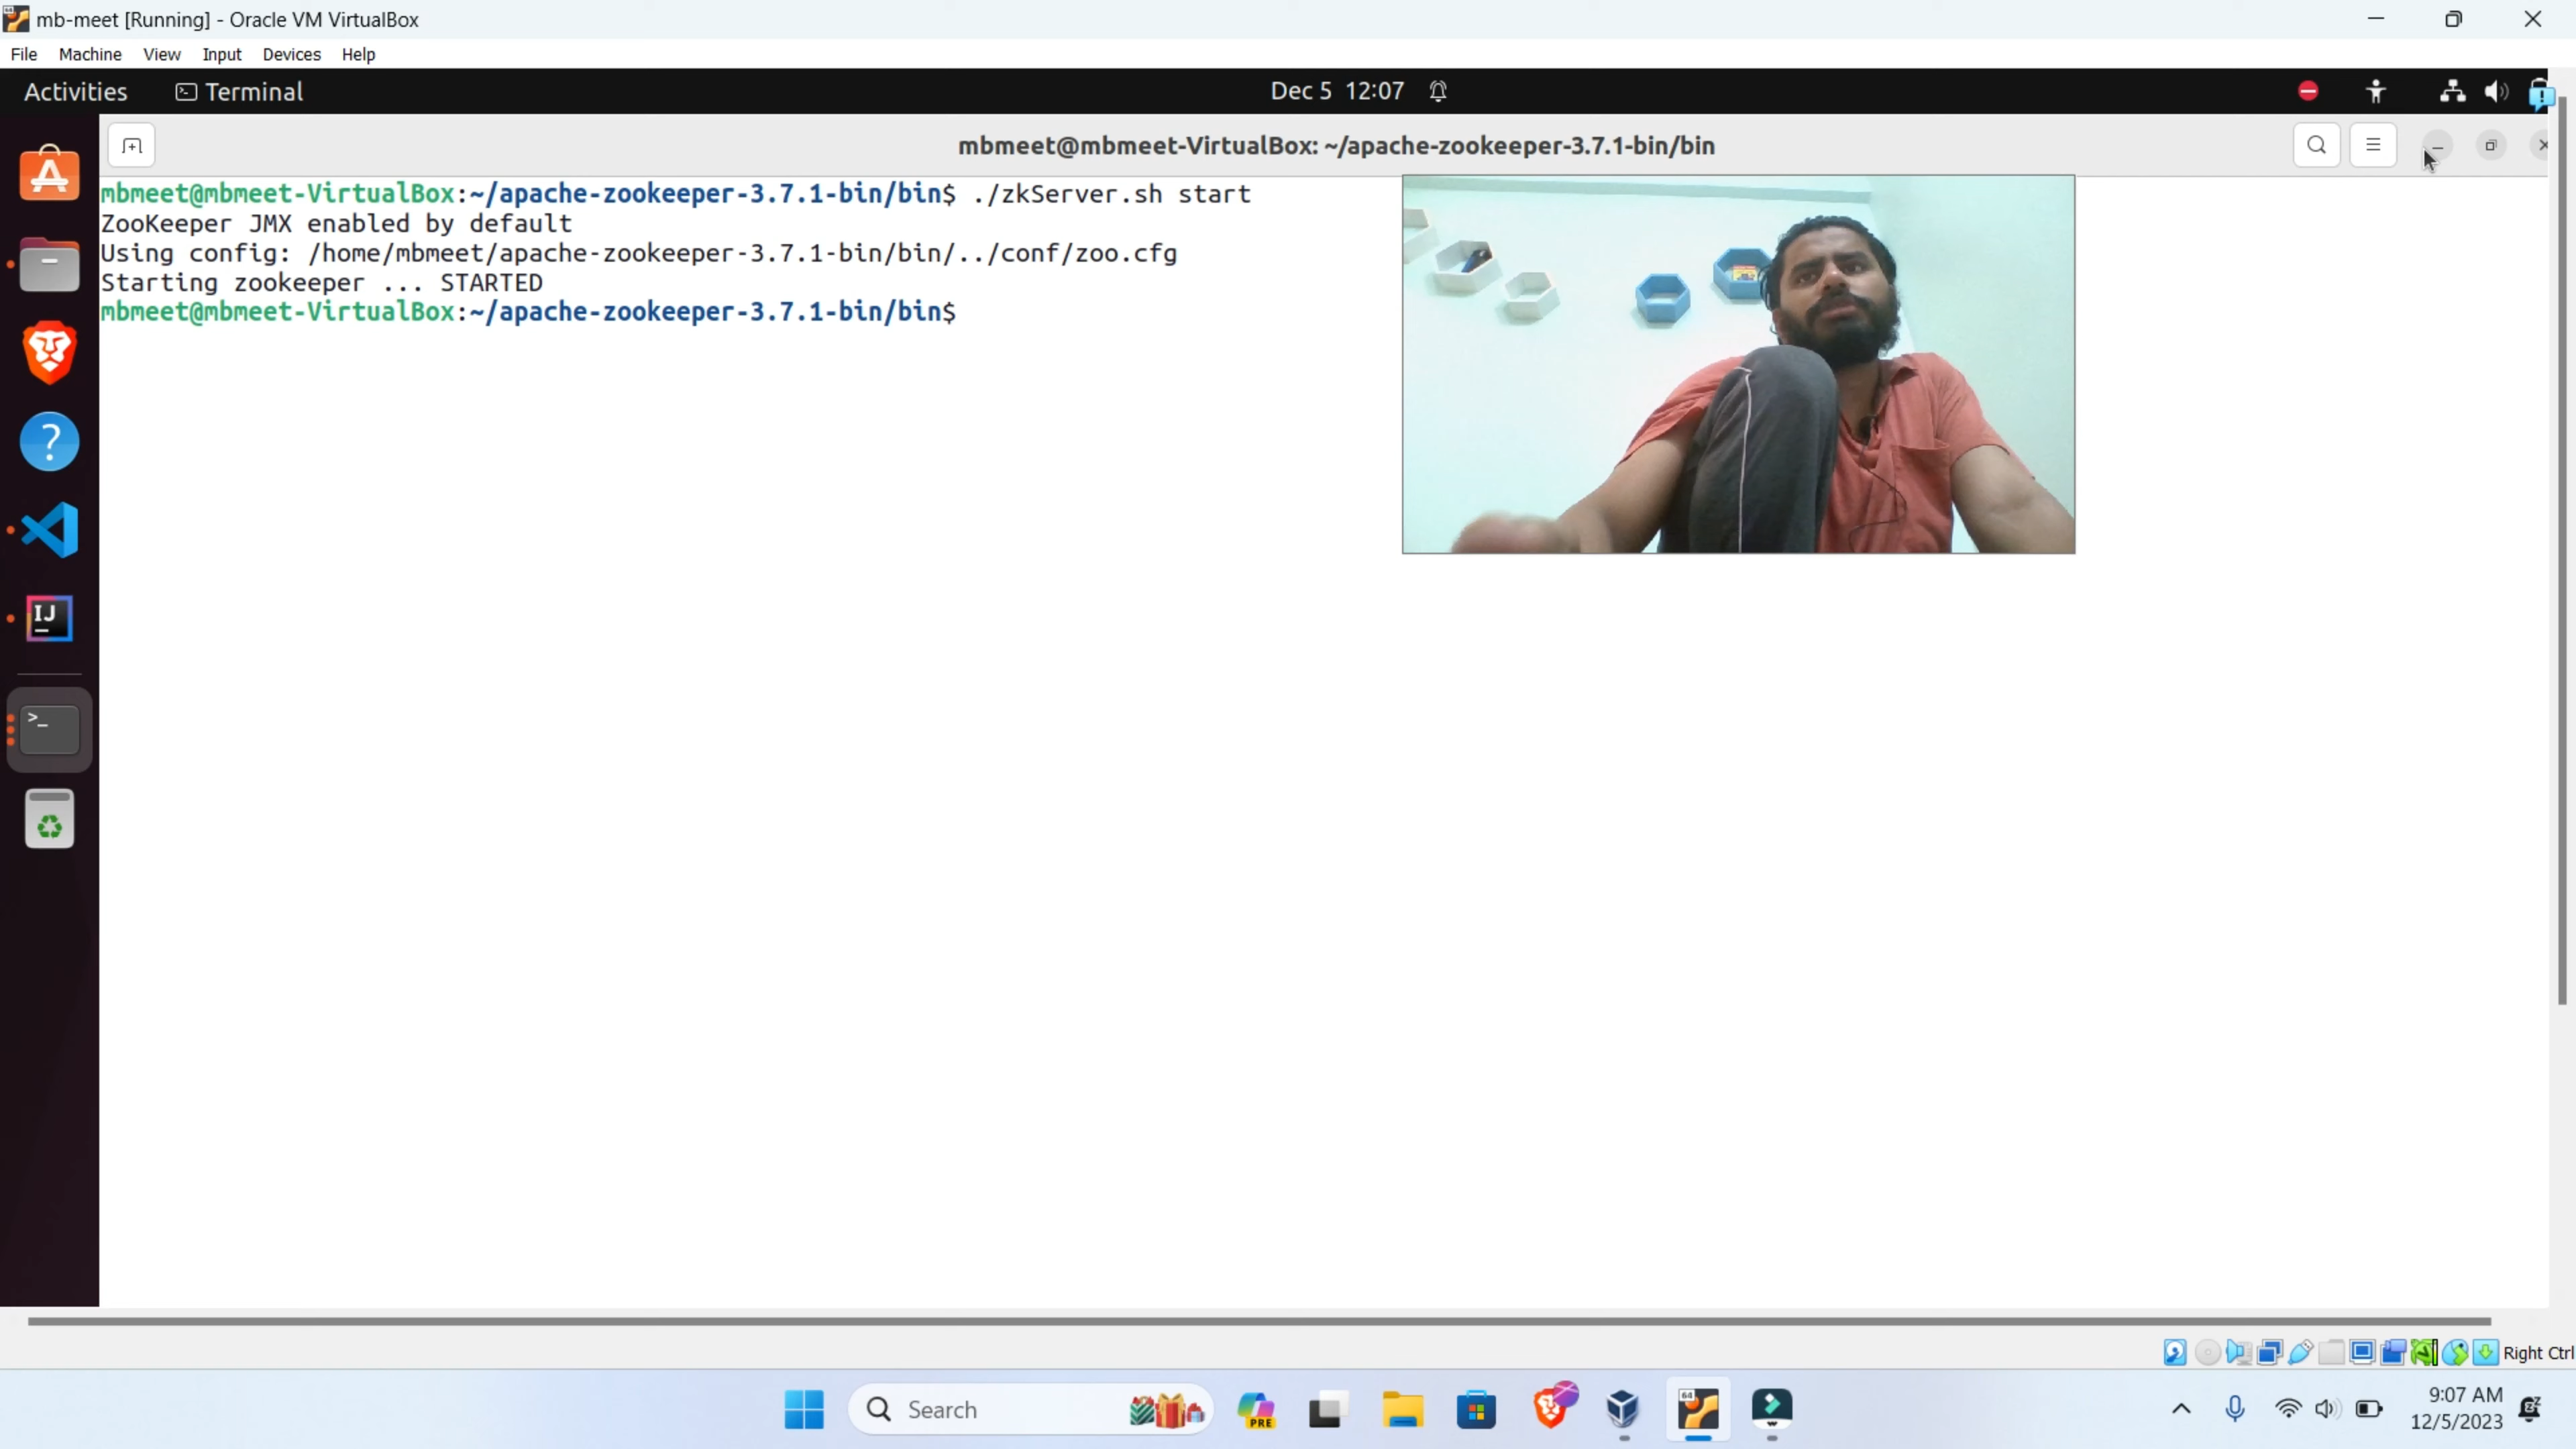 mb-meet [Running] - Oracle VM VirtualBox
File Machine View Input Devices Help
Activities Terminal Dec 5 12:07
mbmeet@mbmeet-VirtualBox: ~/apache-zookeeper-3.7.1-bin/bin
mbmeet@mbmeet-VirtualBox:~/apache-zookeeper-3.7.1-bin/bin$ ./zkServer.sh start
ZooKeeper JMX enabled by default
Using config: /home/mbmeet/apache-zookeeper-3.7.1-bin/bin/../conf/zoo.cfg
Starting zookeeper ... STARTED
mbmeet@mbmeet-VirtualBox:~/apache-zookeeper-3.7.1-bin/bin$
IJ
Right Ctrl
Search
PRE
64
9:07 AM
12/5/2023